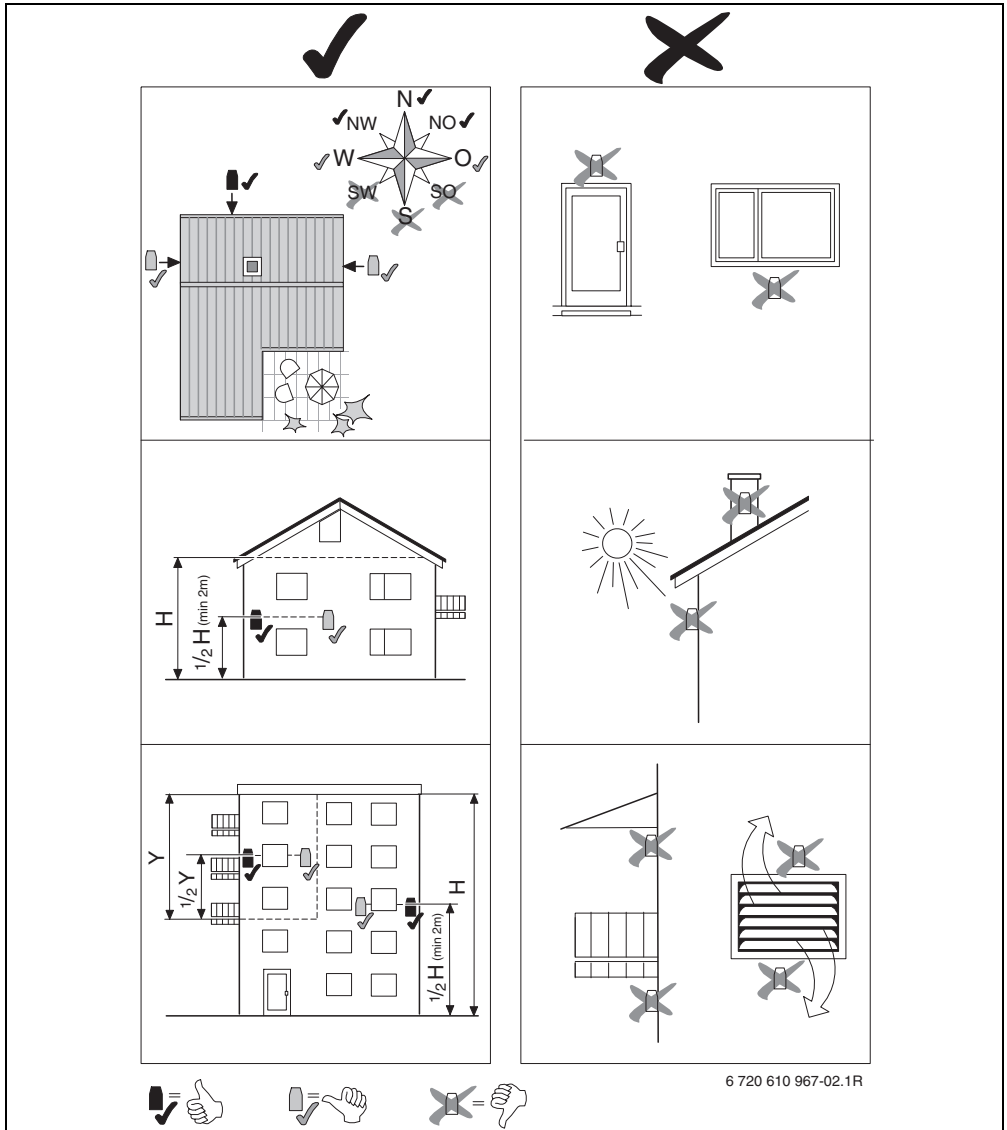 N
NW
NO
W
O
SW
SO
S
H
1/2 H (min 2m)
Y
1/2 Y
H
1/2 H (min 2m)
6 720 610 967-02.1R
=
=
=